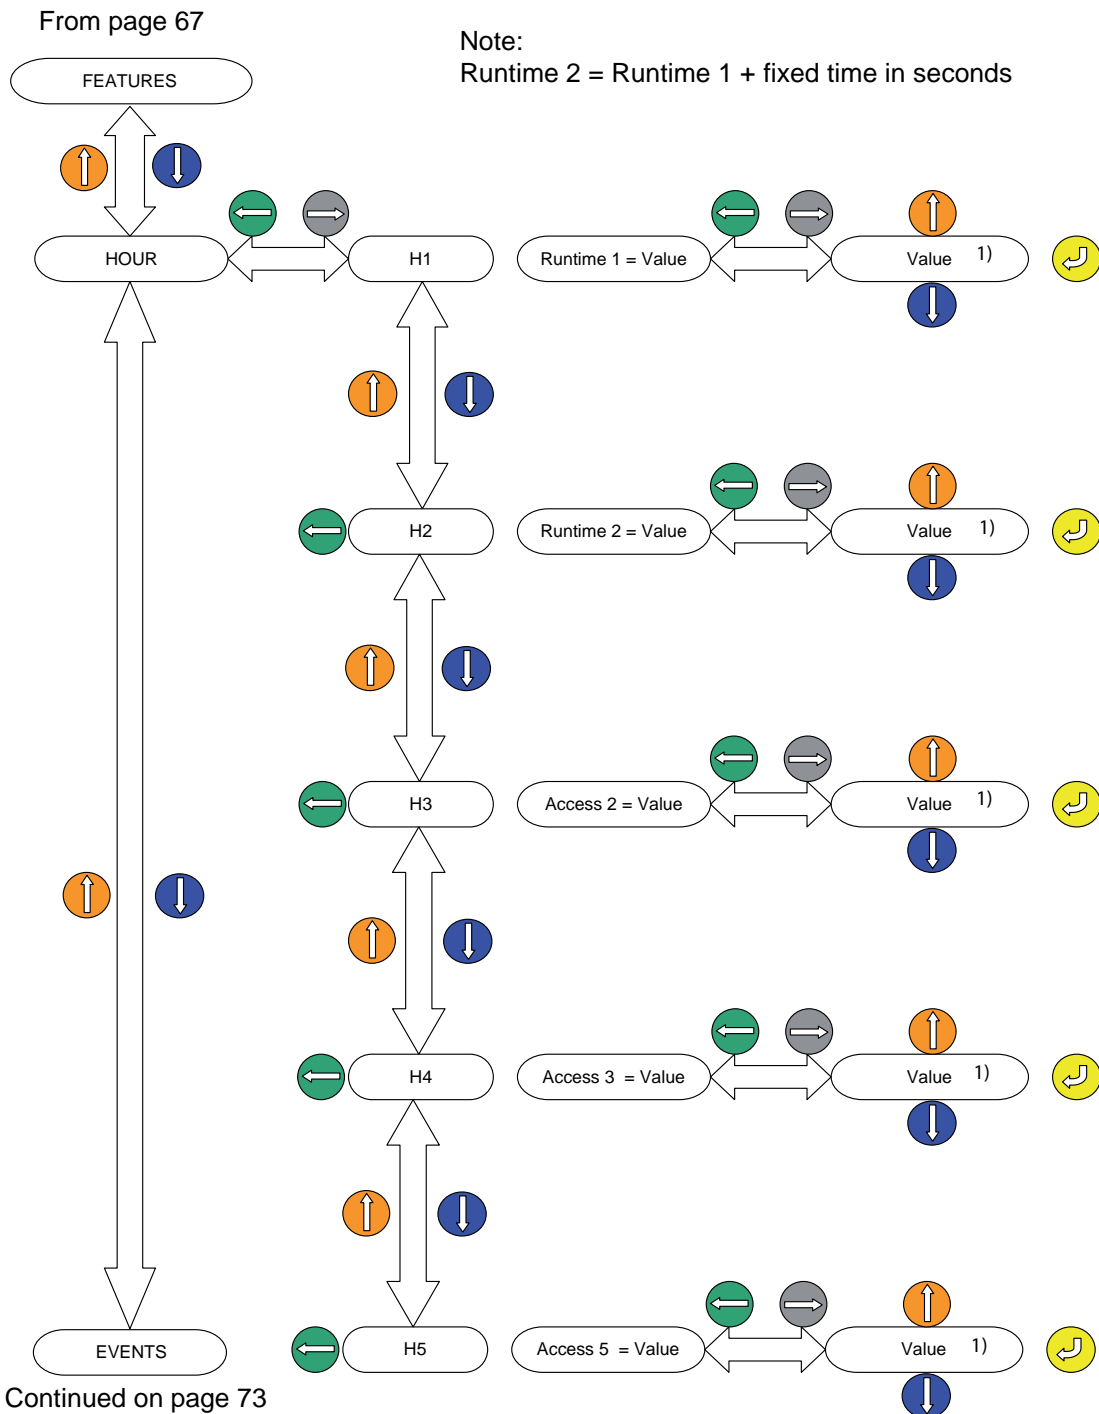 From page 67
Note:
Runtime 2 = Runtime 1 + fixed time in seconds
FEATURES
HOUR
H1
Runtime 1 = Value
Value 1)
H2
Runtime 2 = Value
Value 1)
H3
Access 2 = Value
Value 1)
H4
Access 3 = Value
Value 1)
EVENTS
H5
Access 5 = Value
Value 1)
Continued on page 73